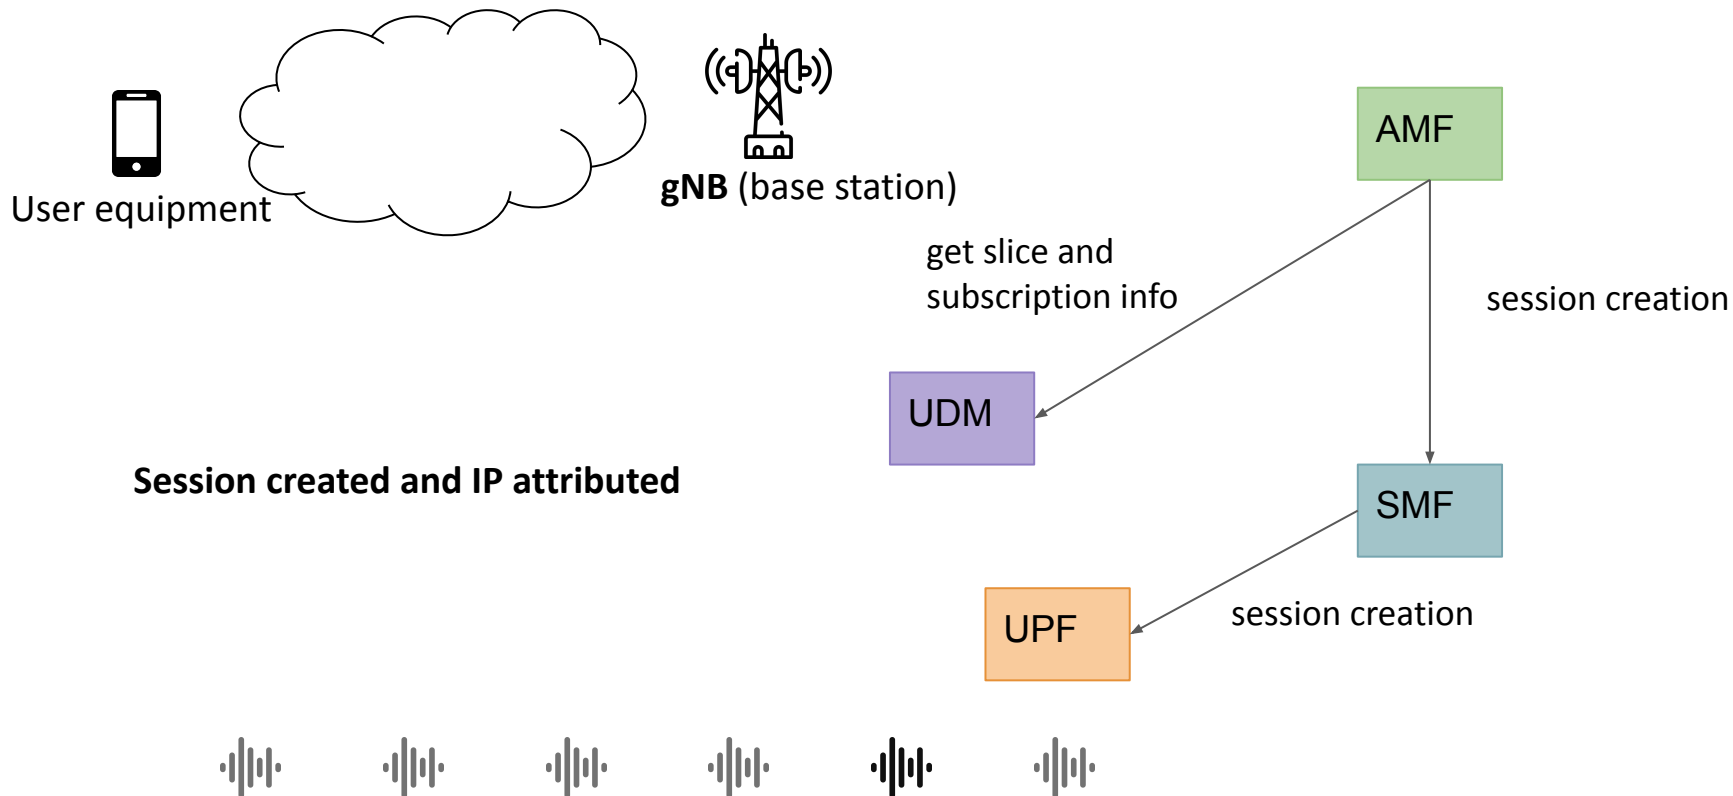 AMF
User equipment
gNB (base station)
get slice and
subscription info
session creation
UDM
Session created and IP attributed
SMF
UPF
session creation